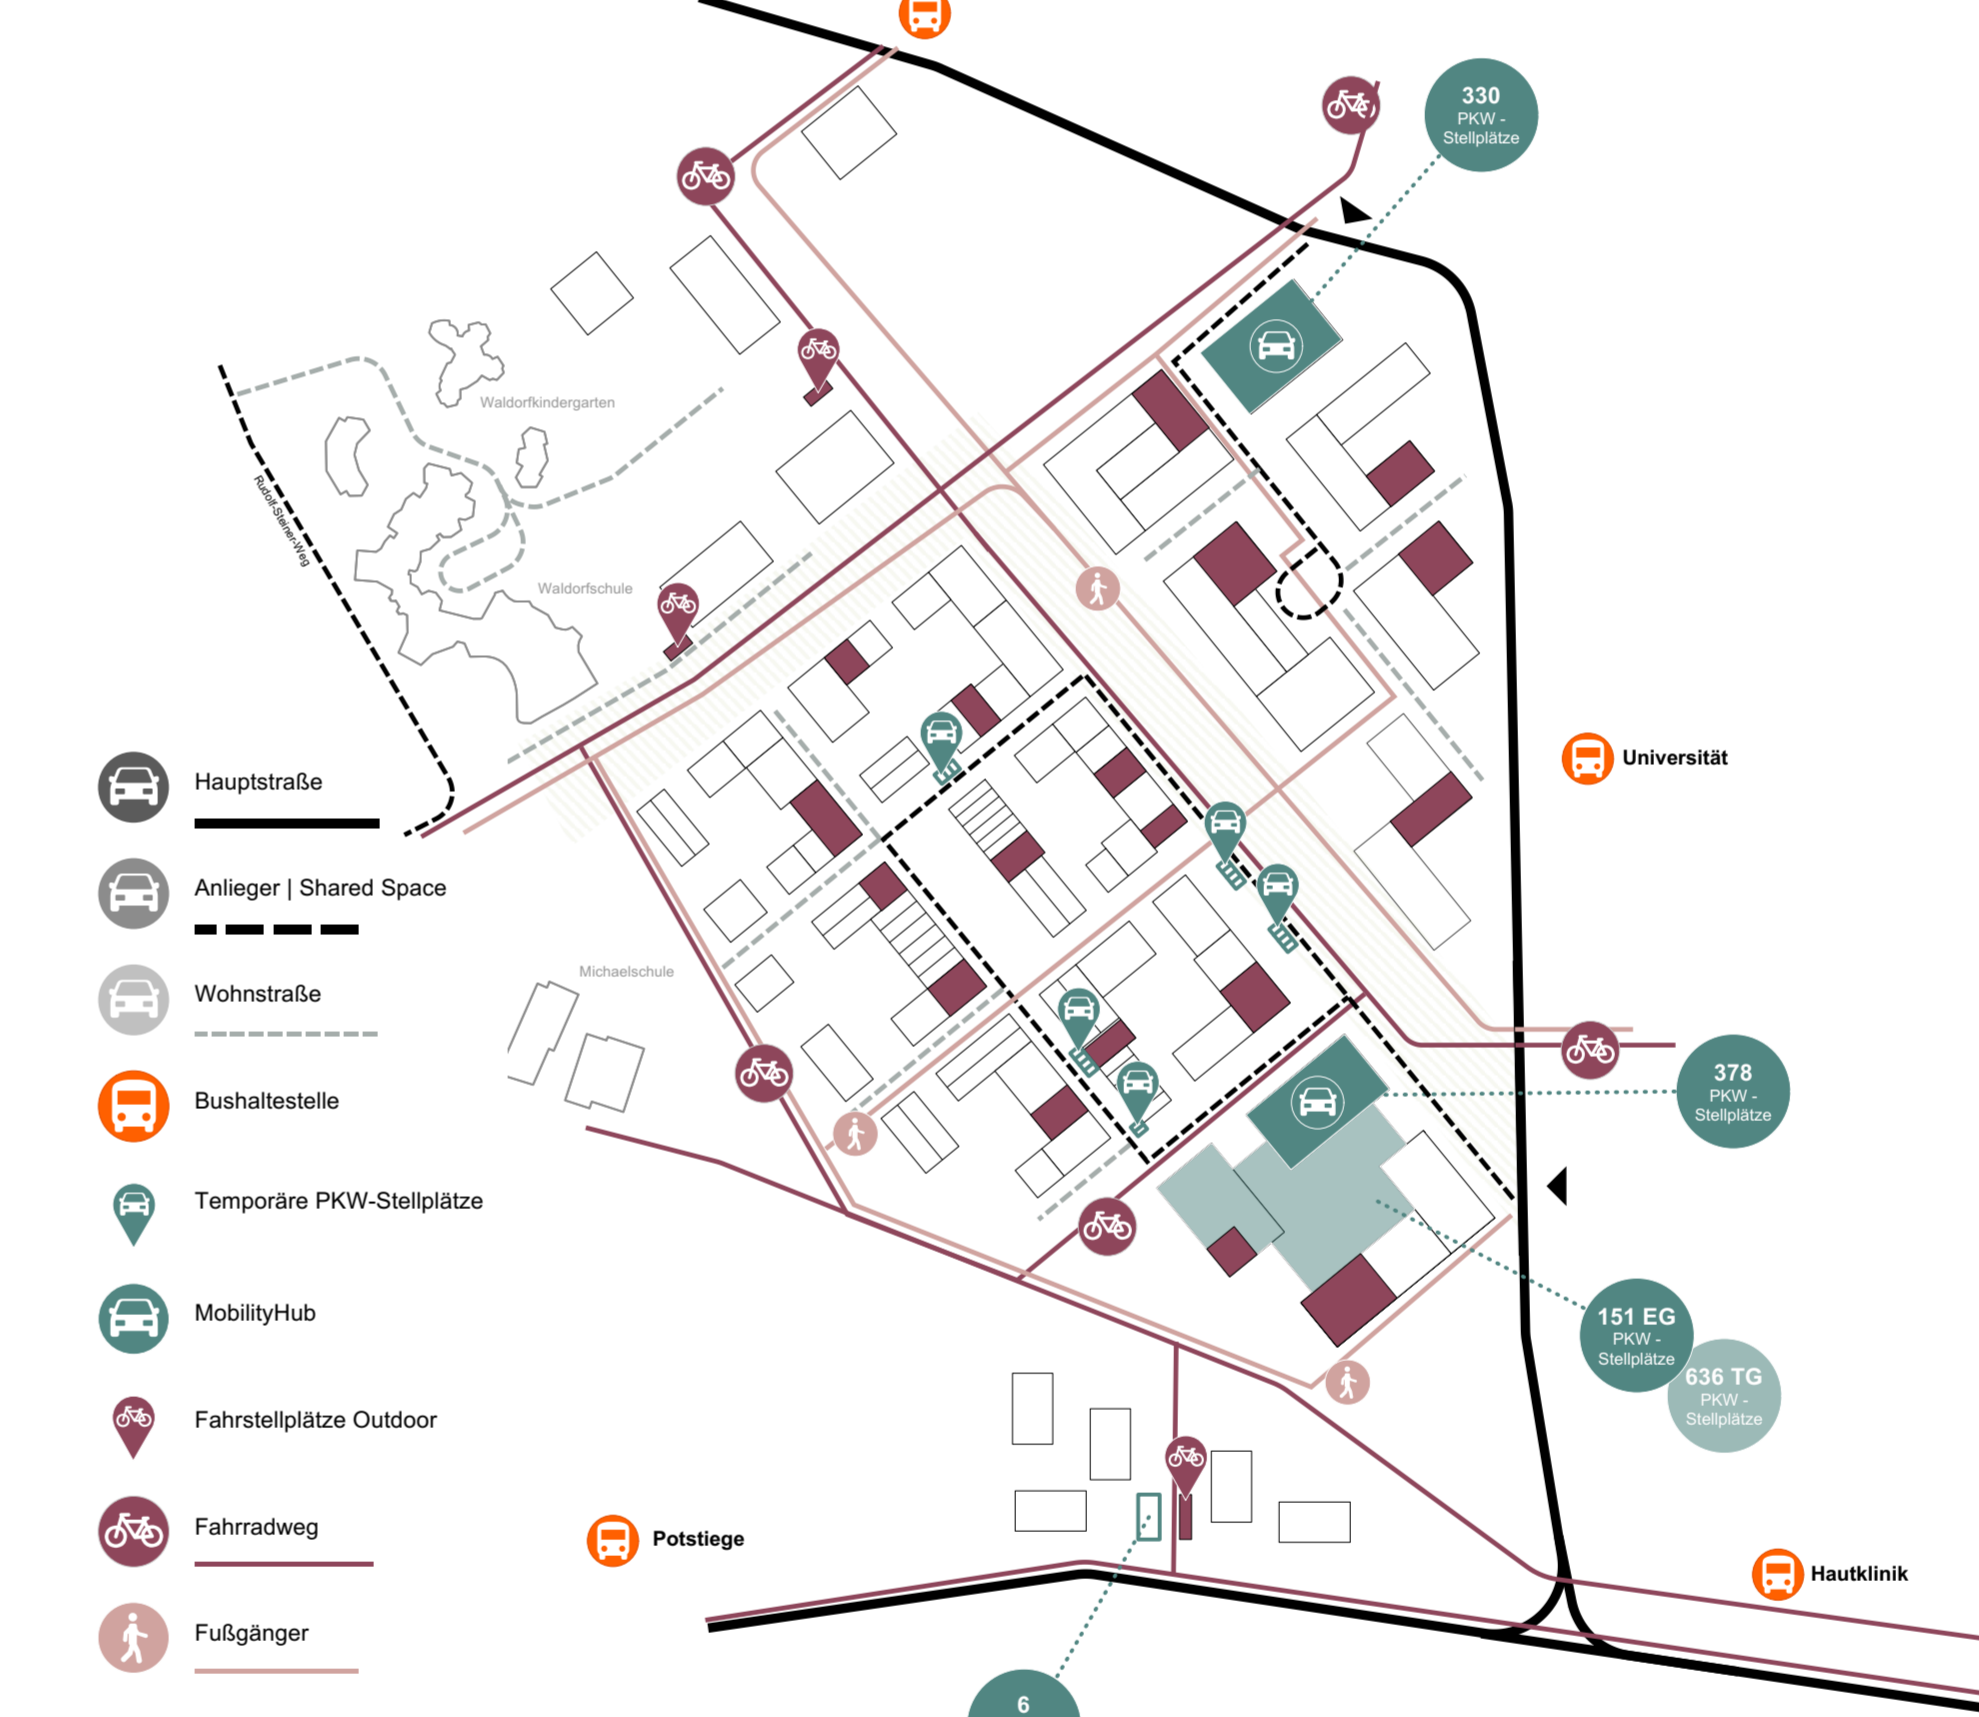 330
PKW -
Stellplätze
Waldorfkindergarten
Rudolf-Steiner-Weg
Waldorfschule
Universität
Hauptstraße
Anlieger | Shared Space
Wohnstraße
Michaelschule
378
PKW -
Stellplätze
Bushaltestelle
Temporäre PKW-Stellplätze
MobilityHub
151 EG
PKW -
Stellplätze
636 TG
PKW -
Stellplätze
Fahrstellplätze Outdoor
Fahrradweg
Potstiege
Hautklinik
Fußgänger
6